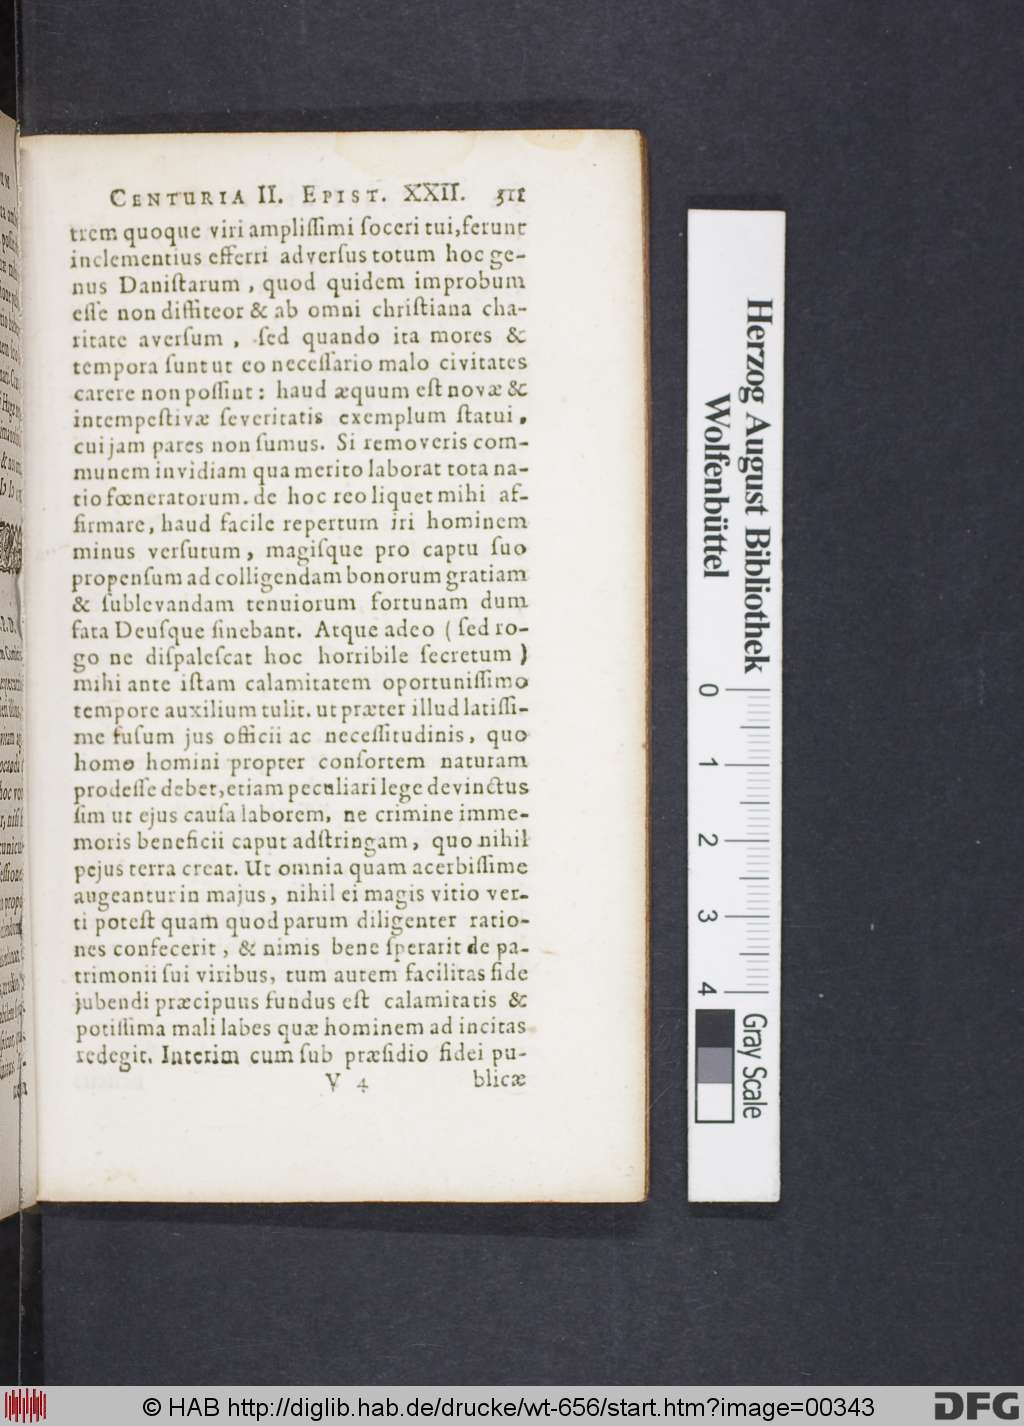 CENTURIA II. EPIST. XXII. 311
trem quoque viri ampliſſimi ſoceri tui, ferunt
inclementius efferri adverſus totum hoc ge-
nus Daniſtarum, quod quidem improbum
eſſe non diffiteor & ab omni chriſtiana cha-
ritate averſum, ſed quando ita mores &
tempora ſunt ut eo neceſſario malo civitates
carere non poſſint: haud æquum eſt novæ &
intempeſtivæ ſeveritatis exemplum ſtatui,
cui jam pares non ſumus. Si removeris com-
munem invidiam qua merito laborat tota na-
tio fœneratorum. de hoc reo liquet mihi af-
firmare, haud facile repertum iri hominem
minus verſutum, magiſque pro captu ſuo
propenſum ad colligendam bonorum gratiam
& ſublevandam tenuiorum fortunam dum
fata Deuſque ſinebant. Atque adeo (ſed ro-
go ne diſpaleſcat hoc horribile ſecretum)
mihi ante iſtam calamitatem oportuniſſimo
tempore auxilium tulit. ut præter illud latiſſi-
me fuſum jus officii ac neceſſitudinis, quo
homo homini propter conſortem naturam
prodeſſe debet, etiam peculiari lege devinctus
ſim ut ejus cauſa laborem, ne crimine imme-
moris beneficii caput adſtringam, quo nihil
pejus terra creat. Ut omnia quam acerbiſſime
augeantur in majus, nihil ei magis vitio ver-
ti poteſt quam quod parum diligenter ratio-
nes confecerit, & nimis bene ſperarit de pa-
trimonii ſui viribus, tum autem facilitas fide
jubendi præcipuus fundus eſt calamitatis &
potiſſima mali labes quæ hominem ad incitas
redegit. Interim cum ſub præſidio fidei pu-
V 4 blicæ
Herzog August Bibliothek
Wolfenbüttel
0 1 2 3 4
Gray Scale
© HAB http://diglib.hab.de/drucke/wt-656/start.htm?image=00343
DFG